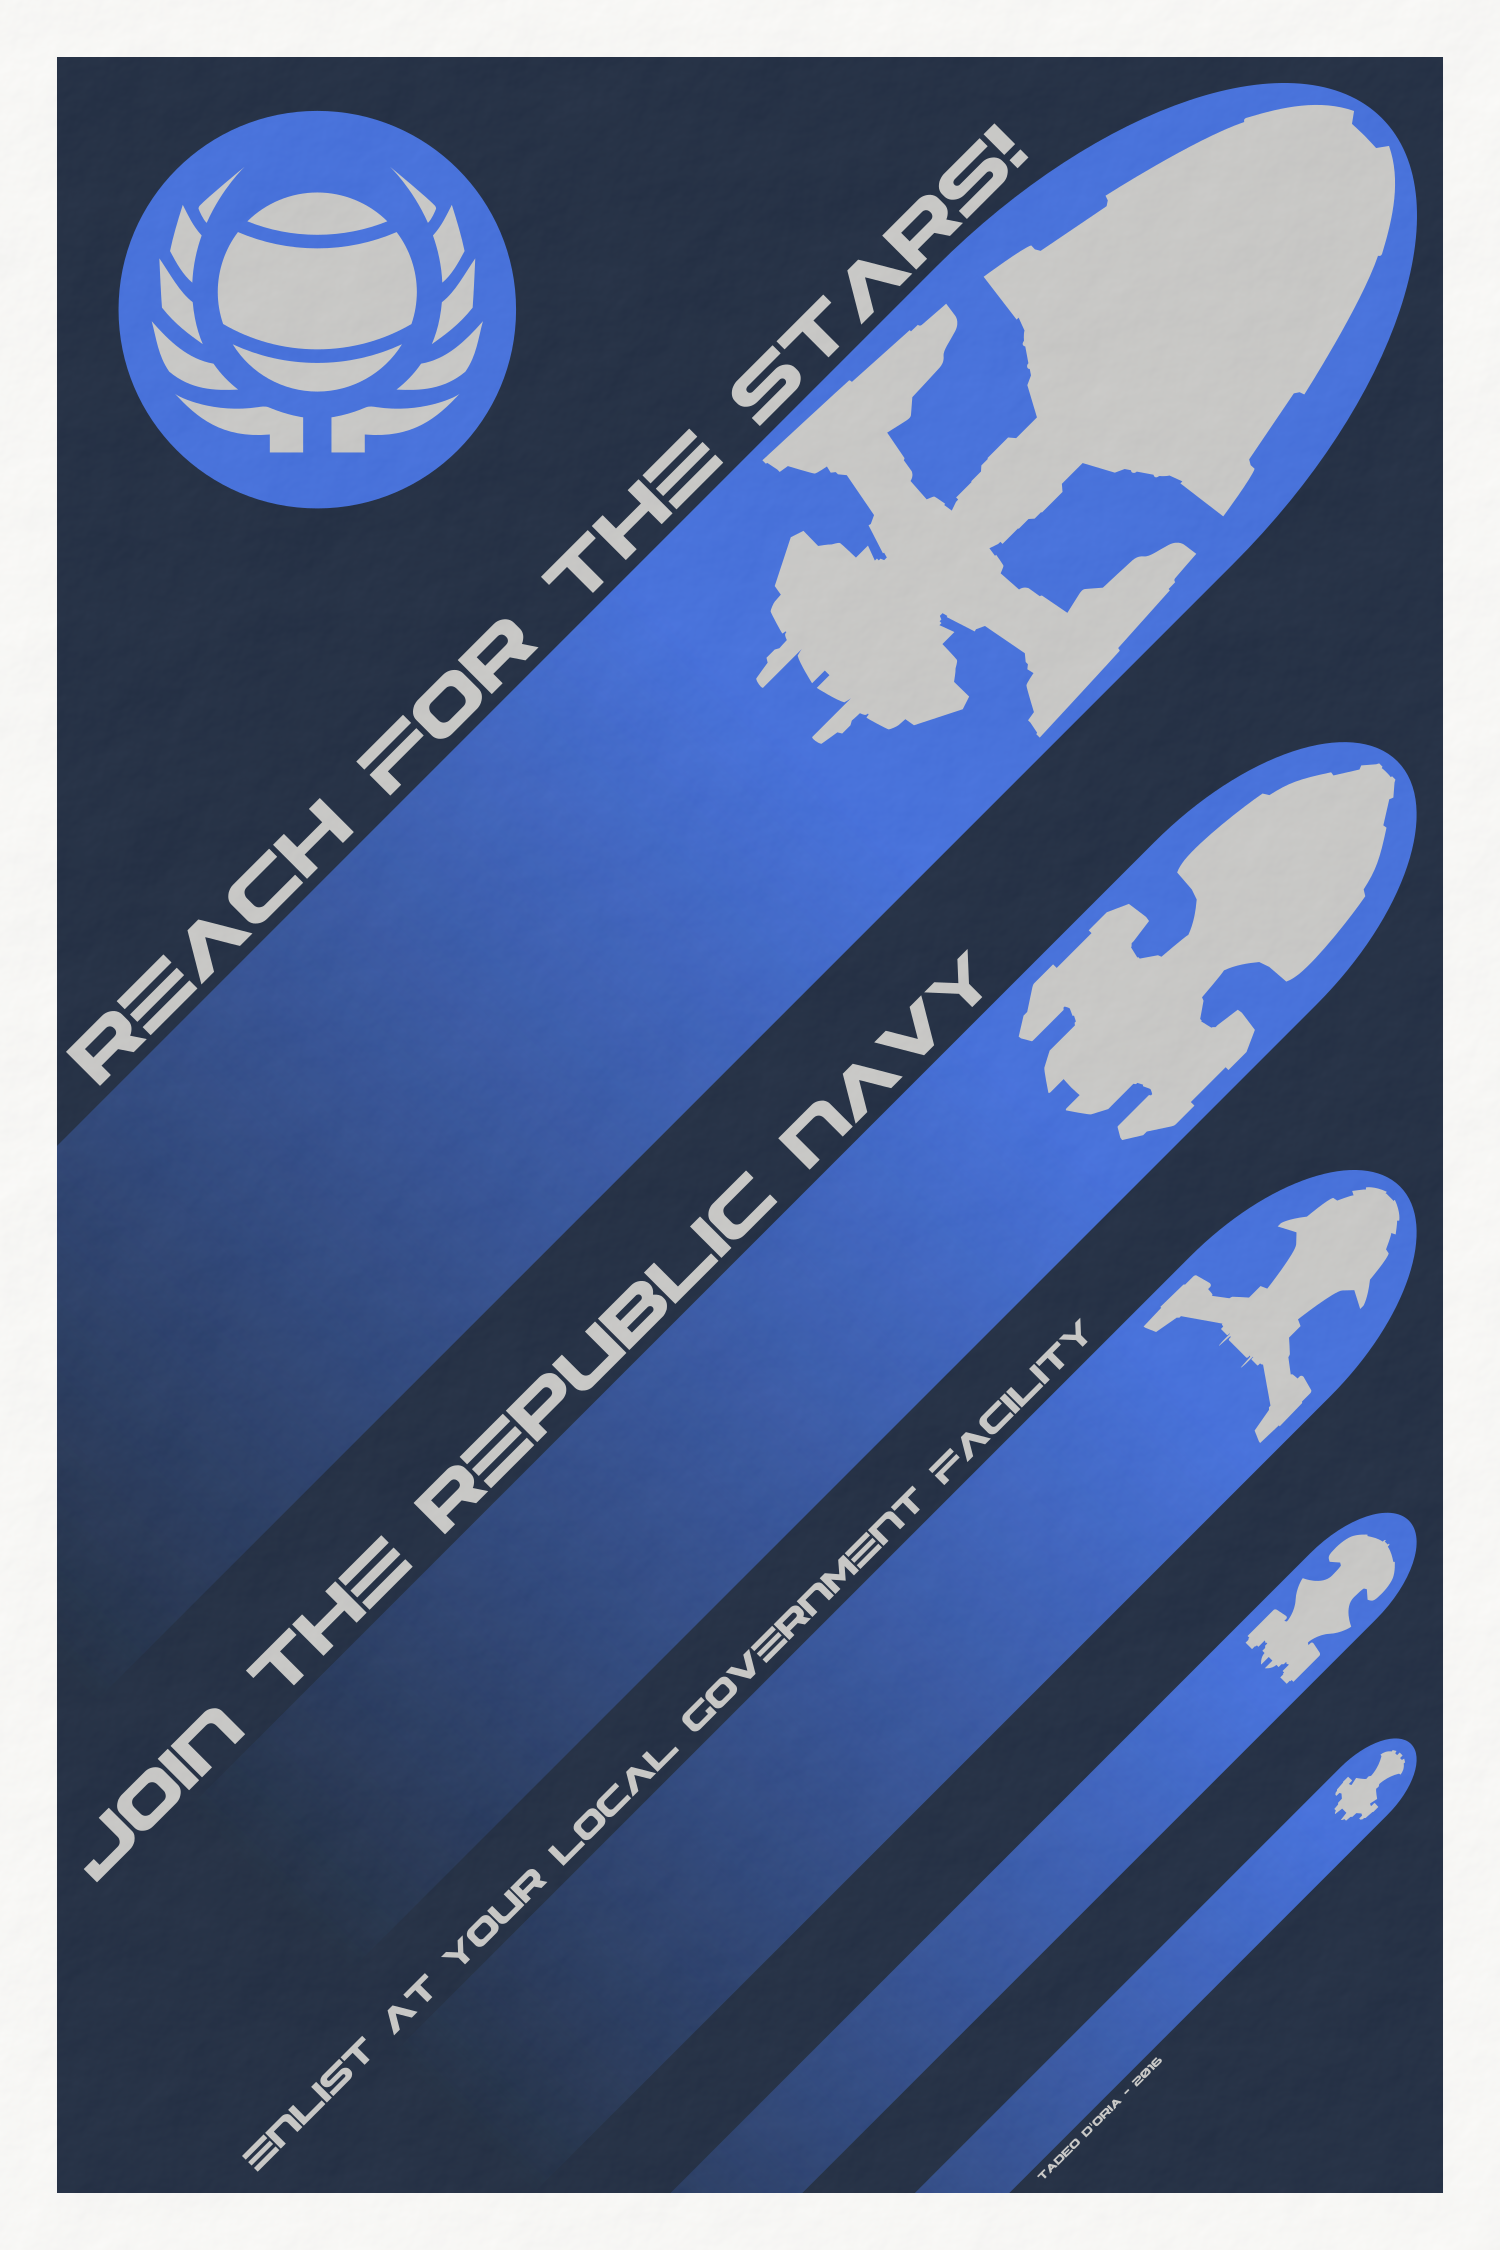 REACH FOR THE STARS!
JOIN THE REPUBLIC NAVY
ENLIST AT YOUR LOCAL GOVERNMENT FACILITY
TADEO D'ORIA - 2016